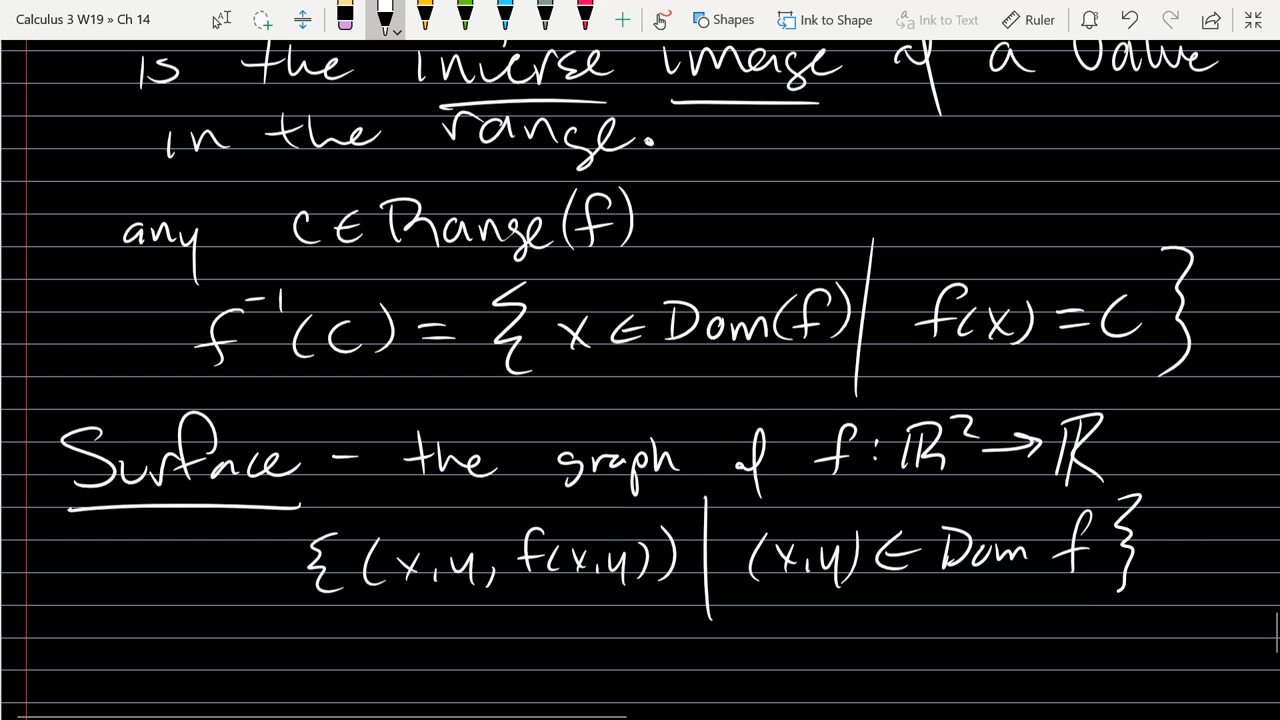 Calculus 3 W19 » Ch 14 Shapes Ink to Shape Ink to Text Ruler
is the inverse image of a value
in the range.
any c ∈ Range(f)
f⁻¹(c) = { x ∈ Dom(f) | f(x) = C }
Surface - the graph of f: ℝ² → ℝ
{(x,y, f(x,y)) | (x,y) ∈ Dom f}